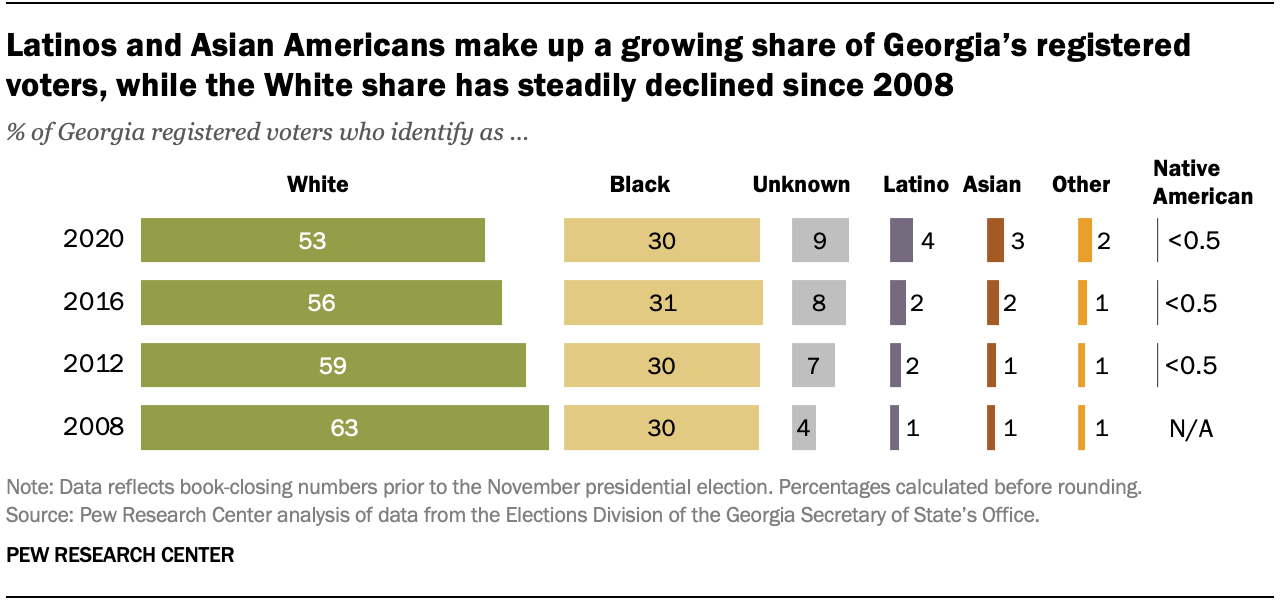 Latinos and Asian Americans make up a growing share of Georgia’s registered
voters, while the White share has steadily declined since 2008
% of Georgia registered voters who identify as ...
White Black Unknown Latino Asian Other Native American
2020 53 30 9 4 3 2 <0.5
2016 56 31 8 2 2 1 <0.5
2012 59 30 7 2 1 1 <0.5
2008 63 30 4 1 1 1 N/A
Note: Data reflects book-closing numbers prior to the November presidential election. Percentages calculated before rounding.
Source: Pew Research Center analysis of data from the Elections Division of the Georgia Secretary of State’s Office.
PEW RESEARCH CENTER